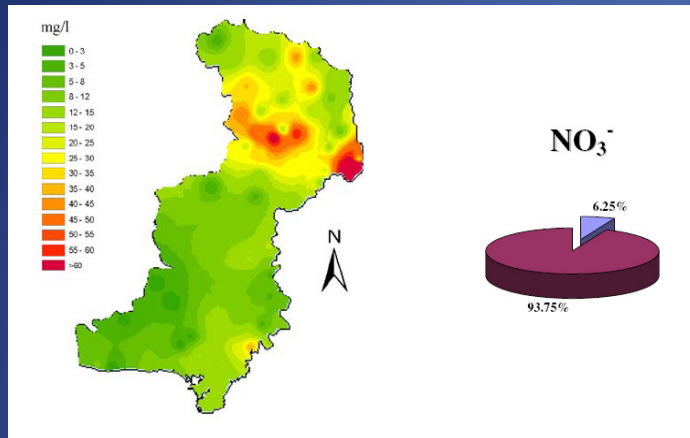 mg/l
0 - 3
3 - 5
5 - 8
8 - 12
12 - 15
15 - 20
20 - 25
25 - 30
30 - 35
35 - 40
40 - 45
45 - 50
50 - 55
55 - 60
>60
N
NO₃⁻
6.25%
93.75%